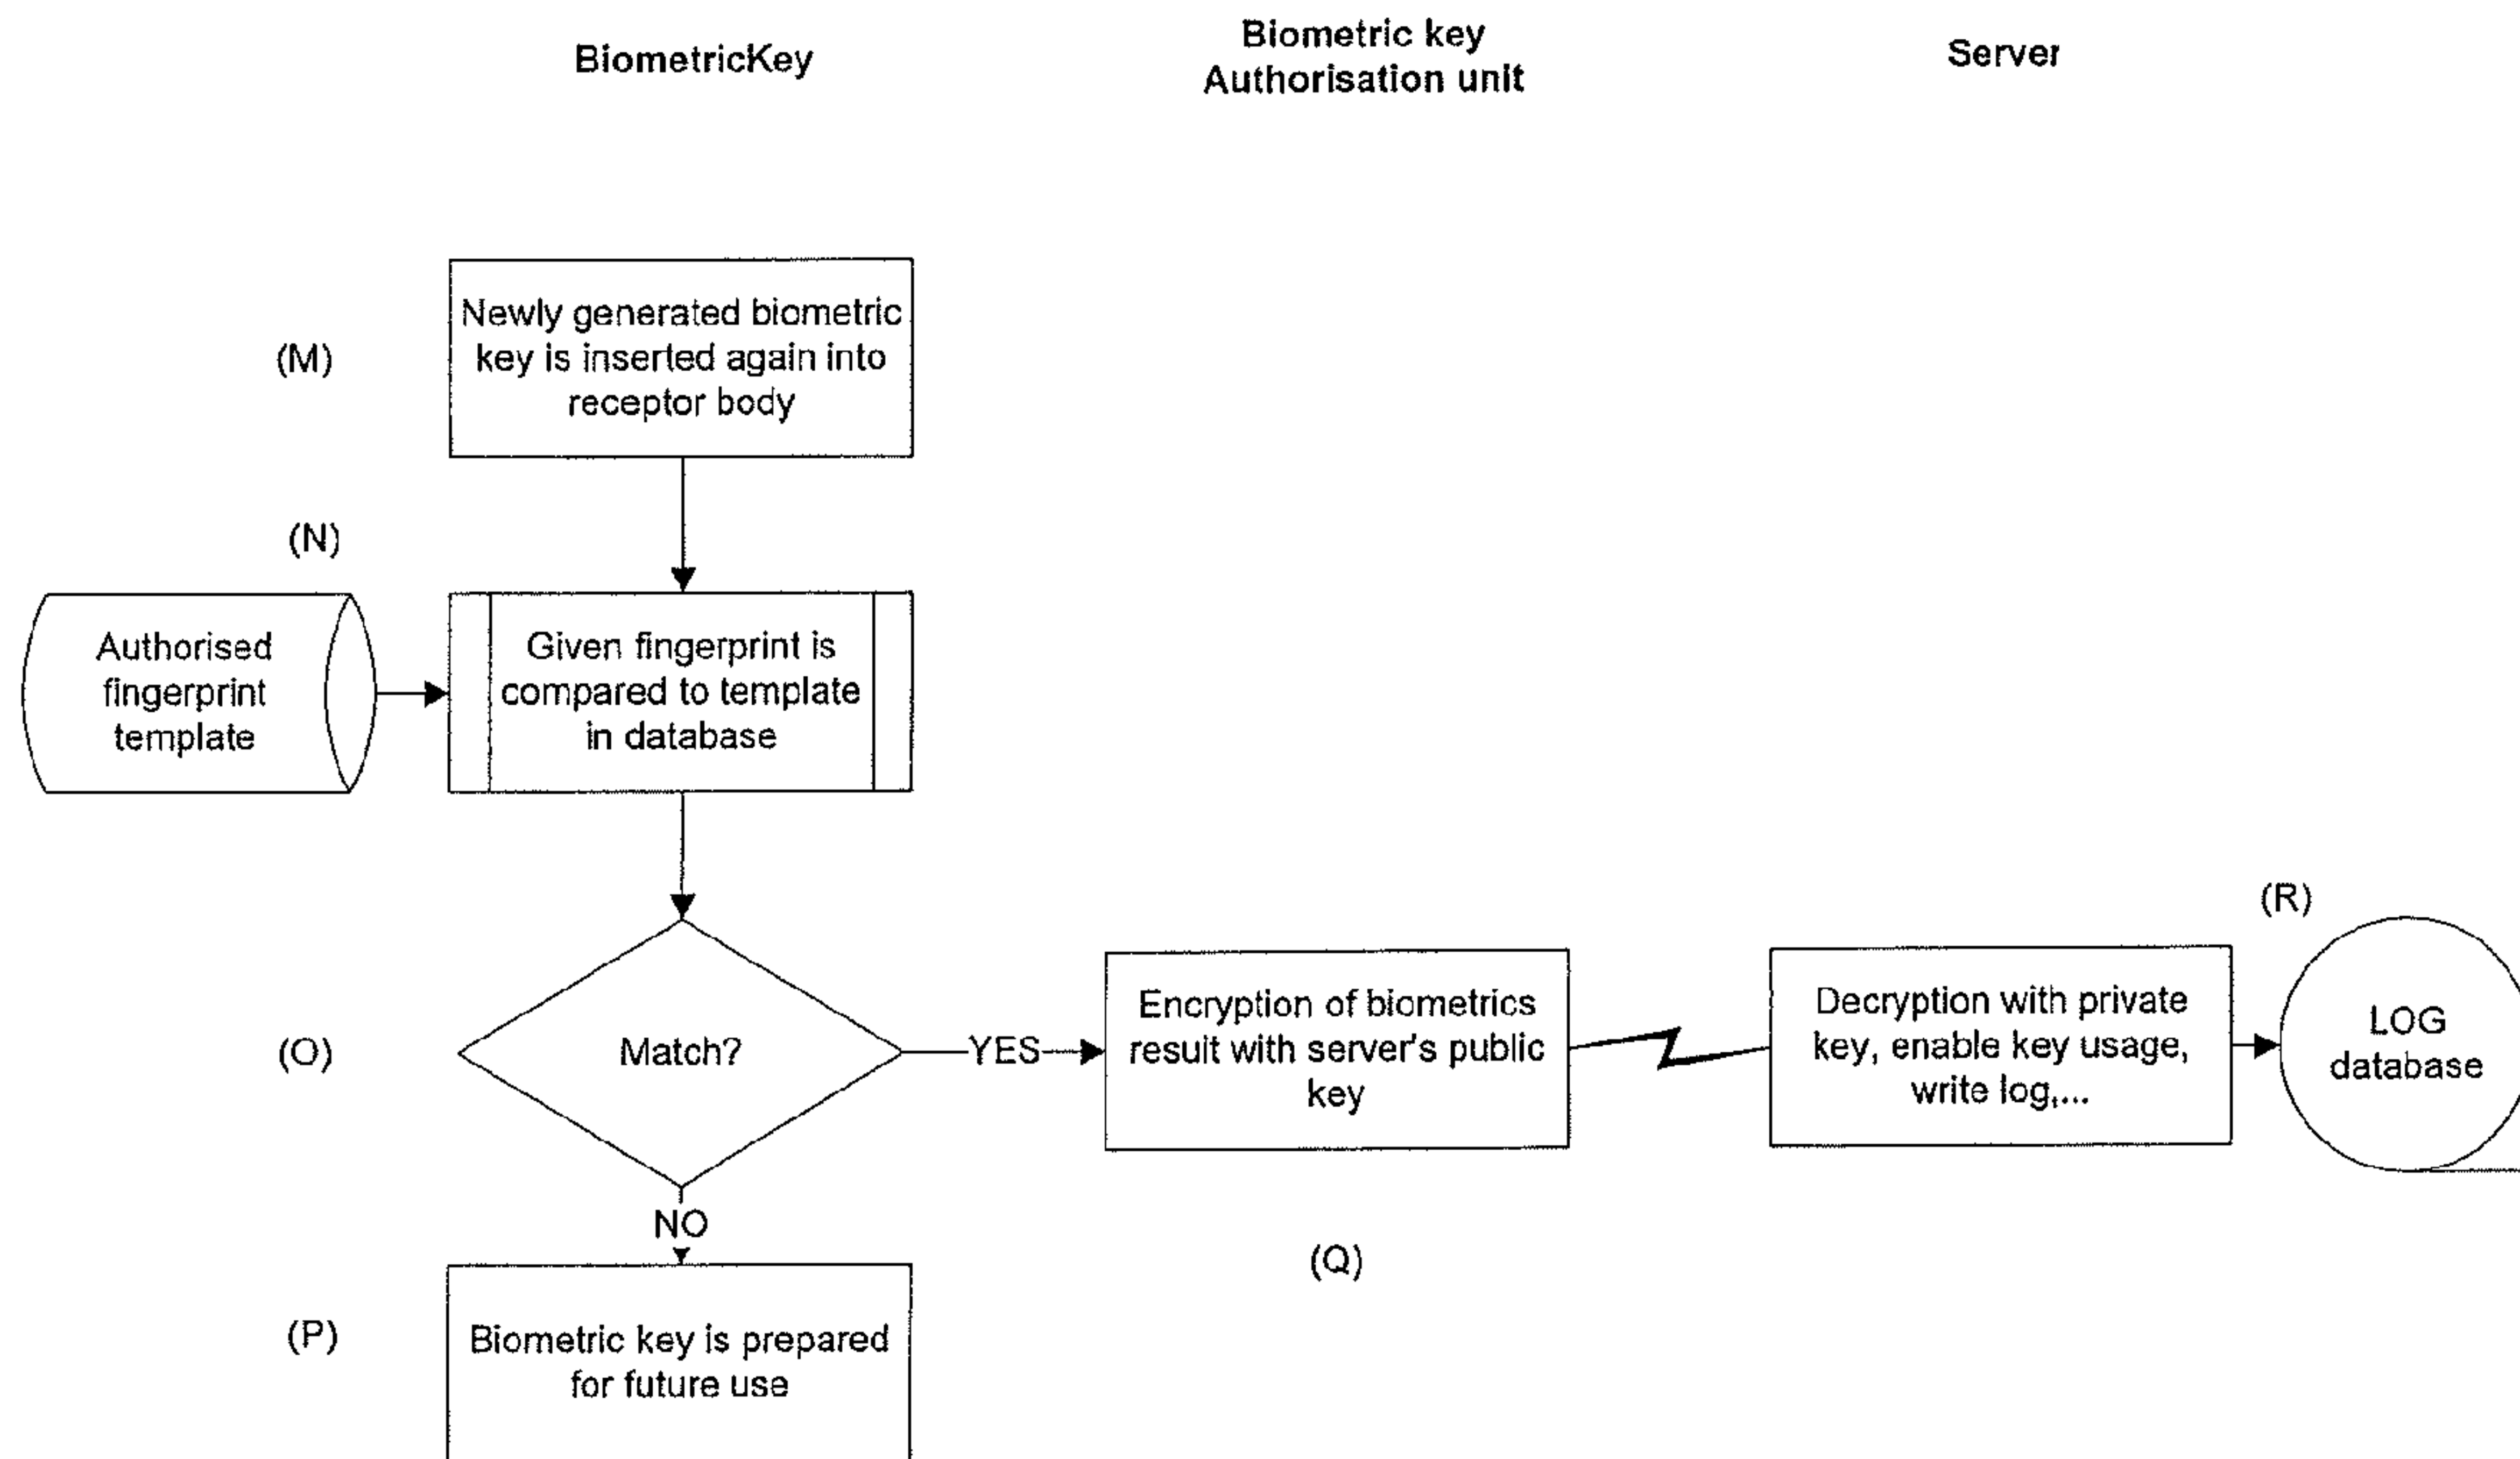 BiometricKey
Biometric key
Authorisation unit
Server
(M)
Newly generated biometric
key is inserted again into
receptor body
(N)
Authorised
fingerprint
template
Given fingerprint is
compared to template
in database
(O)
Match?
YES
Encryption of biometrics
result with server's public
key
(Q)
Decryption with private
key, enable key usage,
write log,...
(R)
LOG
database
NO
(P)
Biometric key is prepared
for future use